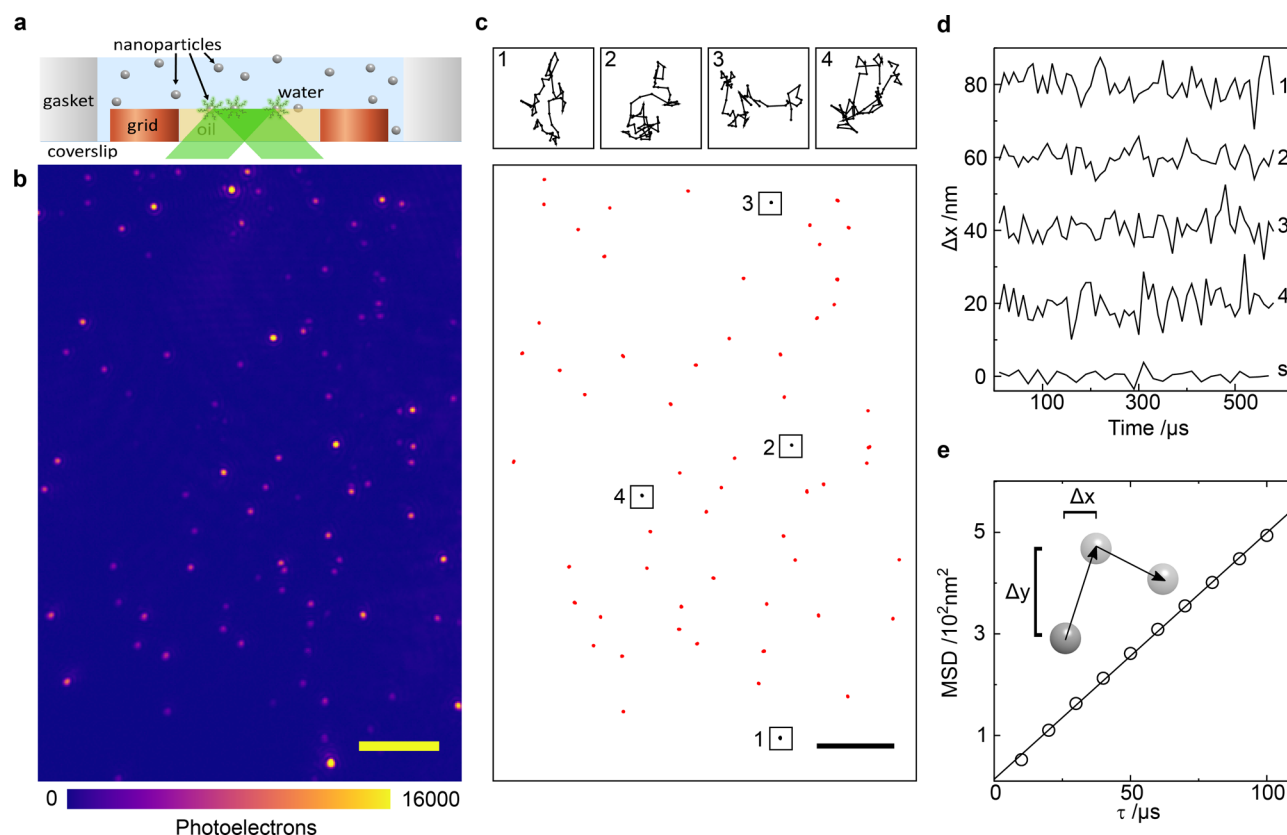 a
nanoparticles
water
gasket
grid
oil
coverslip
b
0
16000
Photoelectrons
c
1
2
3
4
3
2
4
1
d
80
60
40
20
0
Δx /nm
1
2
3
4
s
100
300
500
Time /µs
e
Δx
Δy
5
3
1
MSD /10²nm²
0
50
100
τ /µs